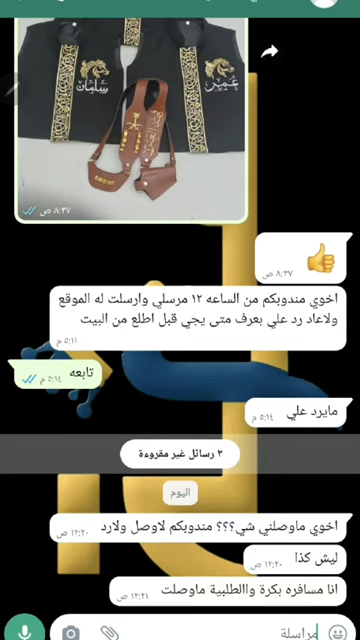 سلمان
عمر
٨:٣٧ ص
٨:٣٧ ص
اخوي مندوبكم من الساعه ١٢ مرسلي وارسلت له الموقع
ولاعاد رد علي بعرف متى يجي قبل اطلع من البيت
٥:١١ م
تابعه
٥:١٤ م
مايرد علي
٥:١٤ م
٣ رسائل غير مقروءة
اليوم
اخوي ماوصلني شي؟؟؟ مندوبكم لاوصل ولارد
١٢:٢٠ ص
ليش كذا
١٢:٢٠ ص
انا مسافره بكرة واالطلبية ماوصلت
١٢:٢١ ص
مراسلة